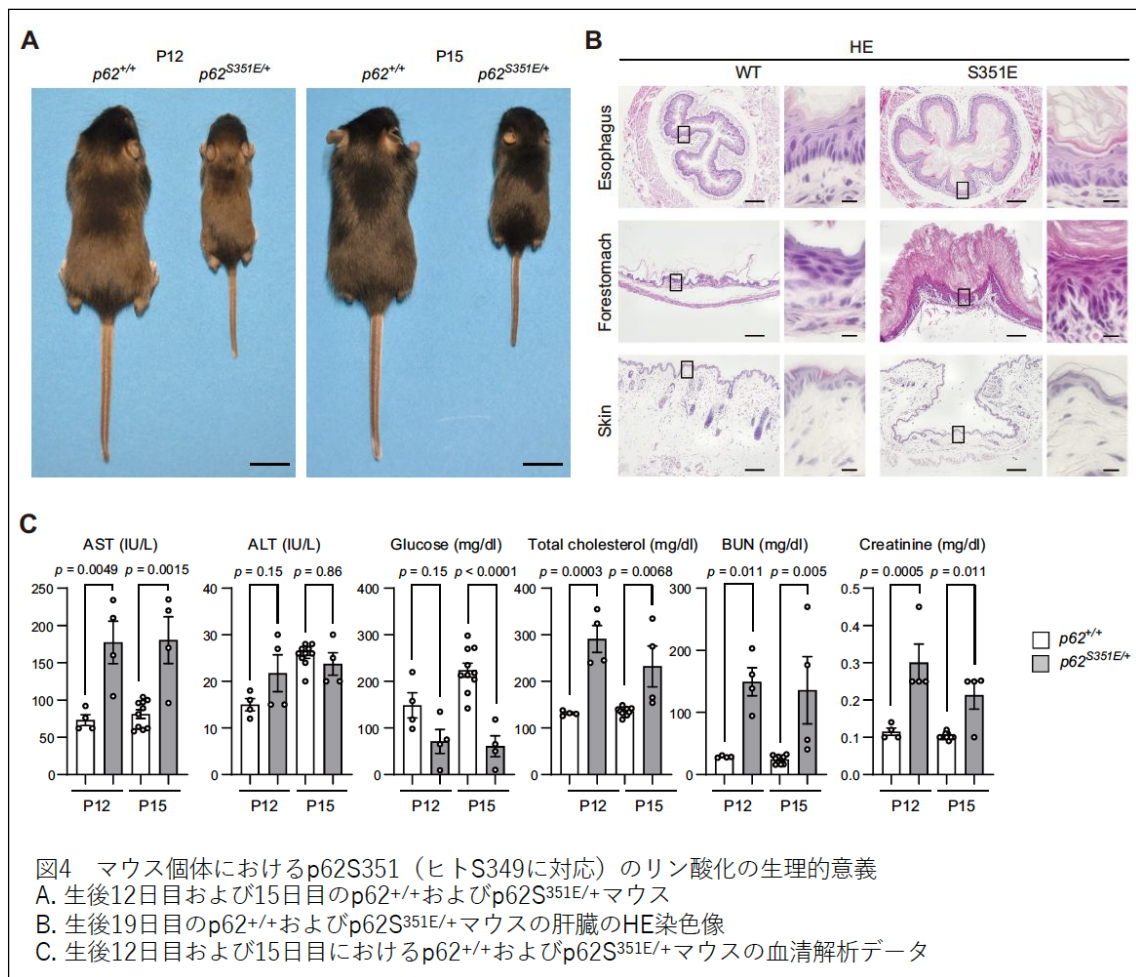 A
P12
p62+/+ p62S351E/+
P15
p62+/+ p62S351E/+
B
HE
WT S351E
Esophagus
Forestomach
Skin
C
AST (IU/L)
p = 0.0049 p = 0.0015
250
200
150
100
50
0
P12 P15
ALT (IU/L)
p = 0.15 p = 0.86
40
30
20
10
0
P12 P15
Glucose (mg/dl)
p = 0.15 p < 0.0001
400
300
200
100
0
P12 P15
Total cholesterol (mg/dl)
p = 0.0003 p = 0.0068
400
300
200
100
0
P12 P15
BUN (mg/dl)
p = 0.011 p = 0.005
300
200
100
0
P12 P15
Creatinine (mg/dl)
p = 0.0005 p = 0.011
0.5
0.4
0.3
0.2
0.1
0.0
P12 P15
p62+/+
p62S351E/+
図4 マウス個体におけるp62S351（ヒトS349に対応）のリン酸化の生理的意義
A. 生後12日目および15日目のp62+/+およびp62S351E/+マウス
B. 生後19日目のp62+/+およびp62S351E/+マウスの肝臓のHE染色像
C. 生後12日目および15日目におけるp62+/+およびp62S351E/+マウスの血清解析データ